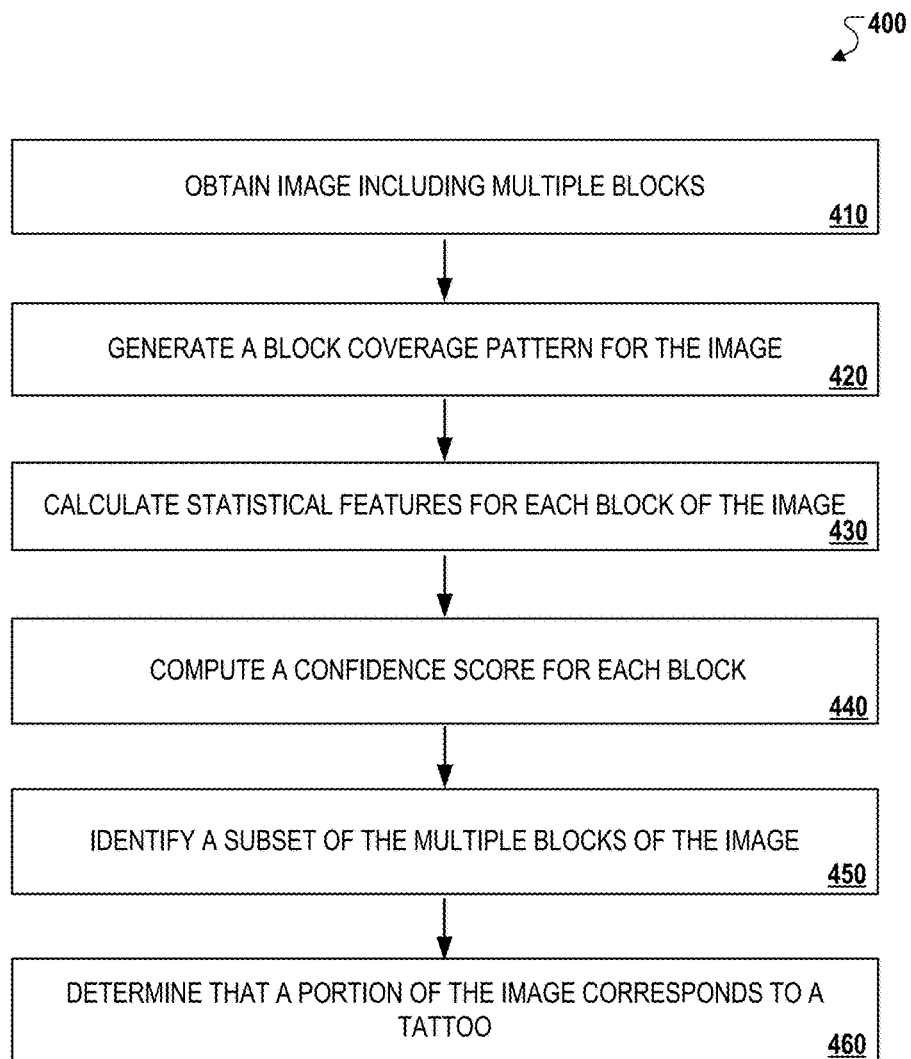 400
OBTAIN IMAGE INCLUDING MULTIPLE BLOCKS
410
GENERATE A BLOCK COVERAGE PATTERN FOR THE IMAGE
420
CALCULATE STATISTICAL FEATURES FOR EACH BLOCK OF THE IMAGE
430
COMPUTE A CONFIDENCE SCORE FOR EACH BLOCK
440
IDENTIFY A SUBSET OF THE MULTIPLE BLOCKS OF THE IMAGE
450
DETERMINE THAT A PORTION OF THE IMAGE CORRESPONDS TO A
TATTOO
460